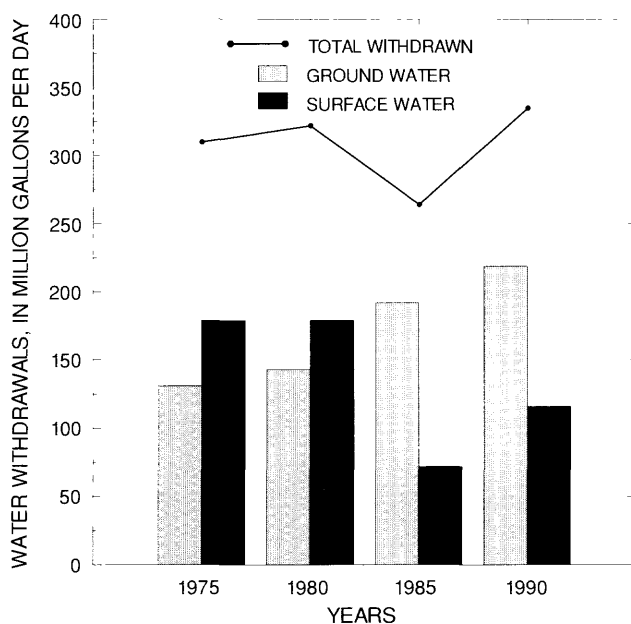 WATER WITHDRAWALS, IN MILLION GALLONS PER DAY
400
350
300
250
200
150
100
50
0
TOTAL WITHDRAWN
GROUND WATER
SURFACE WATER
1975 1980 1985 1990
YEARS